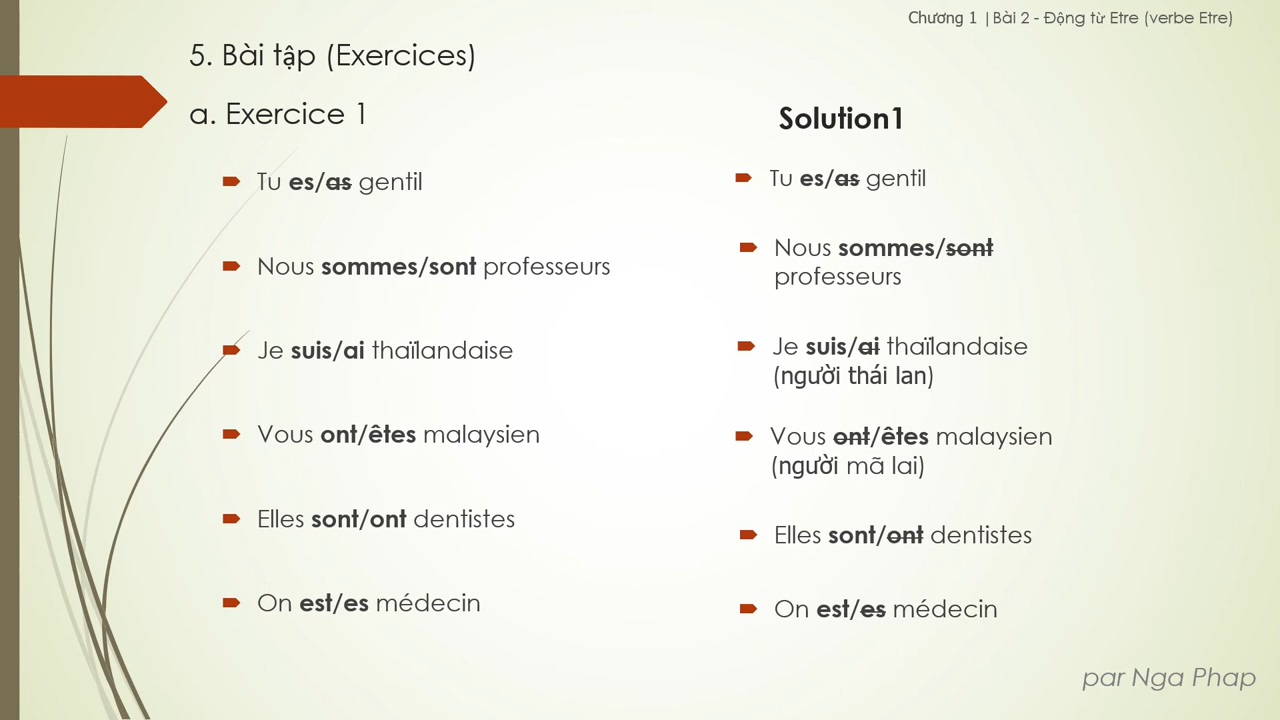 Chương 1 |Bài 2 - Động từ Etre (verbe Etre)
5. Bài tập (Exercices)
a. Exercice 1
Tu es/as gentil
Nous sommes/sont professeurs
Je suis/ai thaïlandaise
Vous ont/êtes malaysien
Elles sont/ont dentistes
On est/es médecin
Solution1
Tu es/as gentil
Nous sommes/sont
professeurs
Je suis/ai thaïlandaise
(người thái lan)
Vous ont/êtes malaysien
(người mã lai)
Elles sont/ont dentistes
On est/es médecin
par Nga Phap